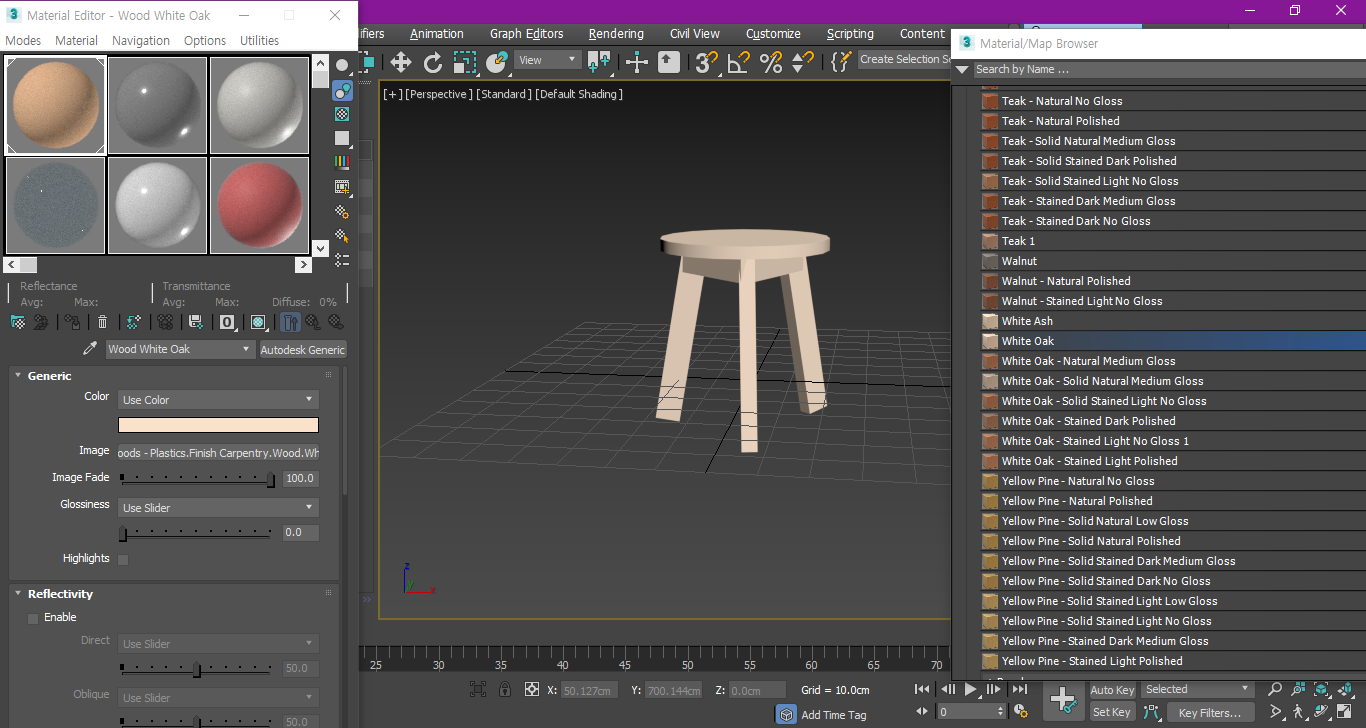 Material Editor - Wood White Oak
Modes Material Navigation Options Utilities
Reflectance
Avg: Max:
Transmittance
Avg: Max: Diffuse: 0%
Wood White Oak
Autodesk Generic
Generic
Color
Use Color
Image
oods - Plastics.Finish Carpentry.Wood.Wh
Image Fade
100.0
Glossiness
Use Slider
0.0
Highlights
Reflectivity
Enable
Direct
Use Slider
50.0
Oblique
Use Slider
50.0
ifiers Animation Graph Editors Rendering Civil View Customize Scripting Content
View
Create Selection Se
[+] [Perspective] [Standard] [Default Shading]
z
y
x
25 30 35 40 45 50 55 60 65 70
X: 50.127cm Y: 700.144cm Z: 0.0cm Grid = 10.0cm
Add Time Tag
0
Auto Key
Selected
Set Key
Key Filters...
Material/Map Browser
Search by Name ...
Teak - Natural No Gloss
Teak - Natural Polished
Teak - Solid Natural Medium Gloss
Teak - Solid Stained Dark Polished
Teak - Solid Stained Light No Gloss
Teak - Stained Dark Medium Gloss
Teak - Stained Dark No Gloss
Teak 1
Walnut
Walnut - Natural Polished
Walnut - Stained Light No Gloss
White Ash
White Oak
White Oak - Natural Medium Gloss
White Oak - Solid Natural Medium Gloss
White Oak - Solid Stained Light No Gloss
White Oak - Stained Dark Polished
White Oak - Stained Light No Gloss 1
White Oak - Stained Light Polished
Yellow Pine - Natural No Gloss
Yellow Pine - Natural Polished
Yellow Pine - Solid Natural Low Gloss
Yellow Pine - Solid Natural Polished
Yellow Pine - Solid Stained Dark Medium Gloss
Yellow Pine - Solid Stained Dark No Gloss
Yellow Pine - Solid Stained Light Low Gloss
Yellow Pine - Solid Stained Light No Gloss
Yellow Pine - Stained Dark Medium Gloss
Yellow Pine - Stained Light Polished